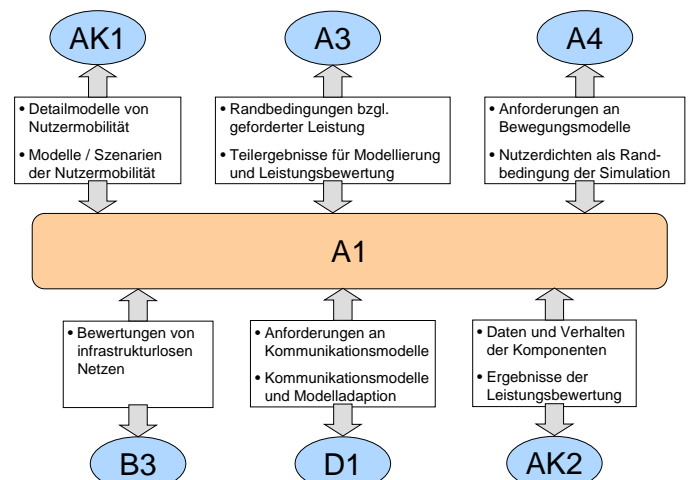 AK1
A3
A4
• Detailmodelle von
Nutzermobilität
• Modelle / Szenarien
der Nutzermobilität
• Randbedingungen bzgl.
geforderter Leistung
• Teilergebnisse für Modellierung
und Leistungsbewertung
• Anforderungen an
Bewegungsmodelle
• Nutzerdichten als Rand-
bedingung der Simulation
A1
• Bewertungen von
infrastrukturlosen
Netzen
• Anforderungen an
Kommunikationsmodelle
• Kommunikationsmodelle
und Modelladaption
• Daten und Verhalten
der Komponenten
• Ergebnisse der
Leistungsbewertung
B3
D1
AK2